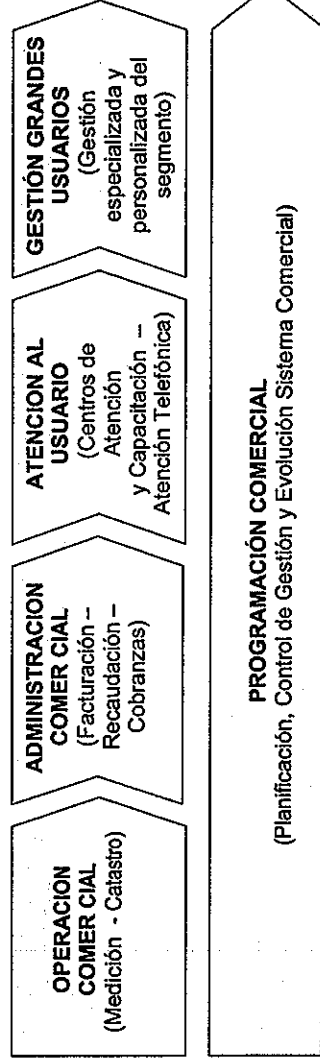 OPERACION
COMER CIAL
(Medición - Catastro)
ADMINISTRACION
COMER CIAL
(Facturación –
Recaudación –
Cobranzas)
ATENCION AL
USUARIO
(Centros de
Atención
y Capacitación –
Atención Telefónica)
GESTIÓN GRANDES
USUARIOS
(Gestión
especializada y
personalizada del
segmento)
PROGRAMACIÓN COMERCIAL
(Planificación, Control de Gestión y Evolución Sistema Comercial)